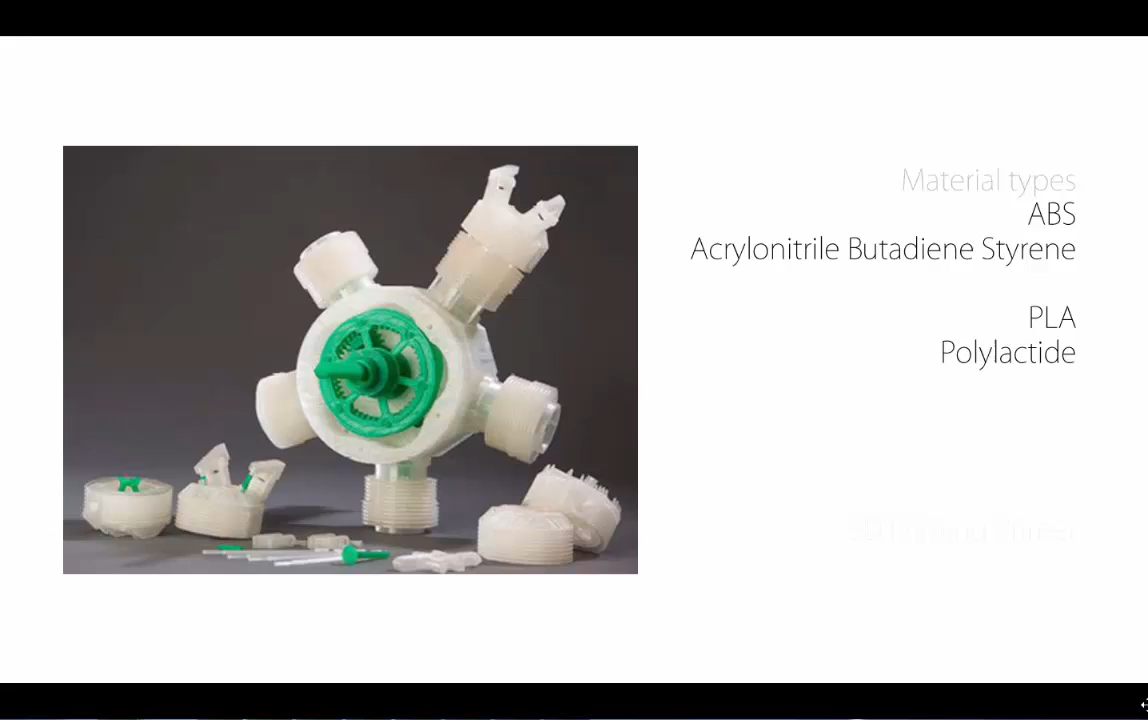 Material types
ABS
Acrylonitrile Butadiene Styrene
PLA
Polylactide